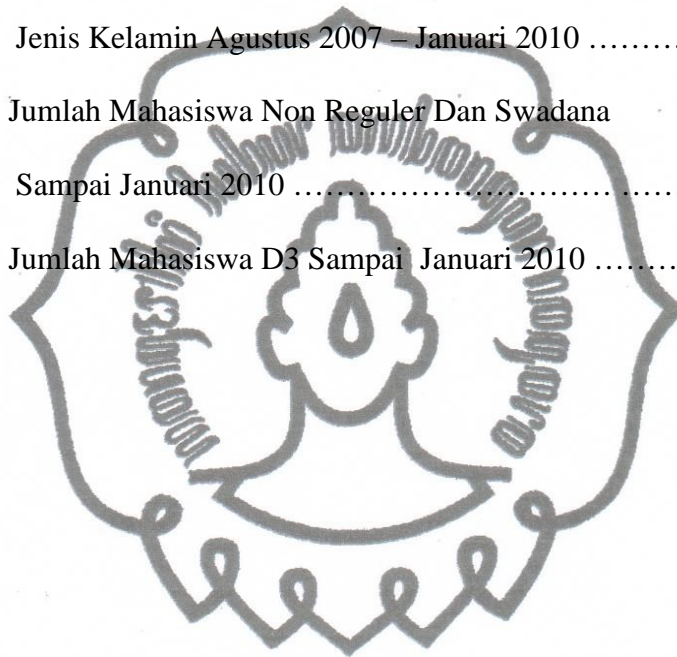 Jenis Kelamin Agustus 2007 – Januari 2010 ………
Jumlah Mahasiswa Non Reguler Dan Swadana
Sampai Januari 2010 …………………………… ……
Jumlah Mahasiswa D3 Sampai Januari 2010 ………